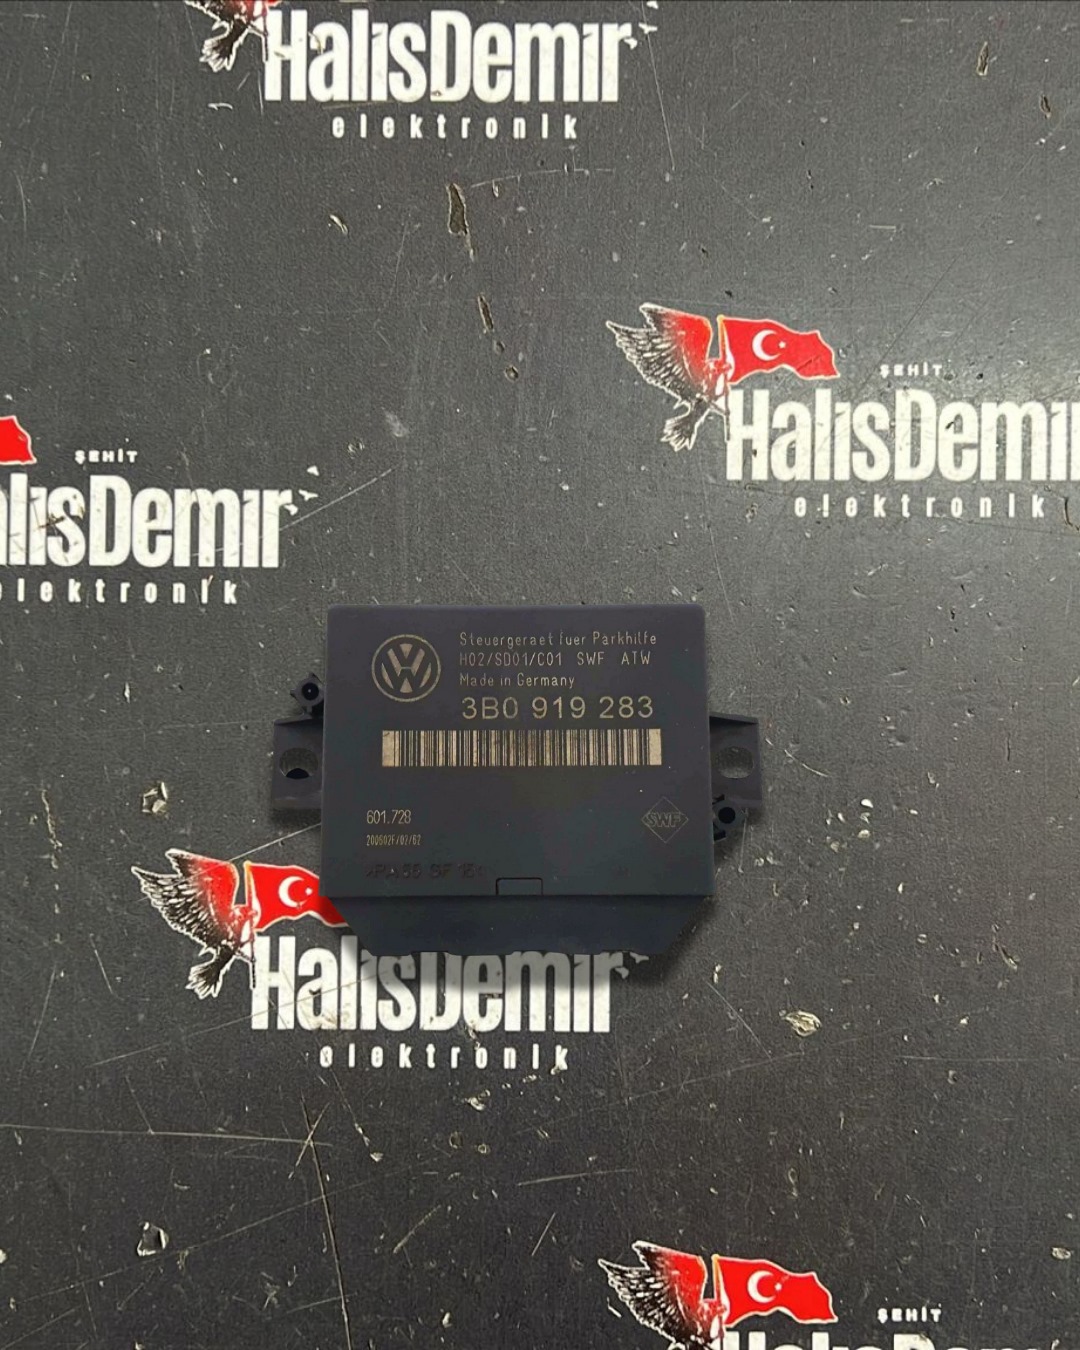 HalısDemır
elektronik
ŞEHİT
HalısDemır
elektronik
ŞEHİT
alısDemır
elektronik
Steuergeraet fuer Parkhilfe
H02/SD01/C01 SWF ATW
Made in Germany
3B0 919 283
601.728
SWF
HalısDemır
elektronik
ŞEHİT